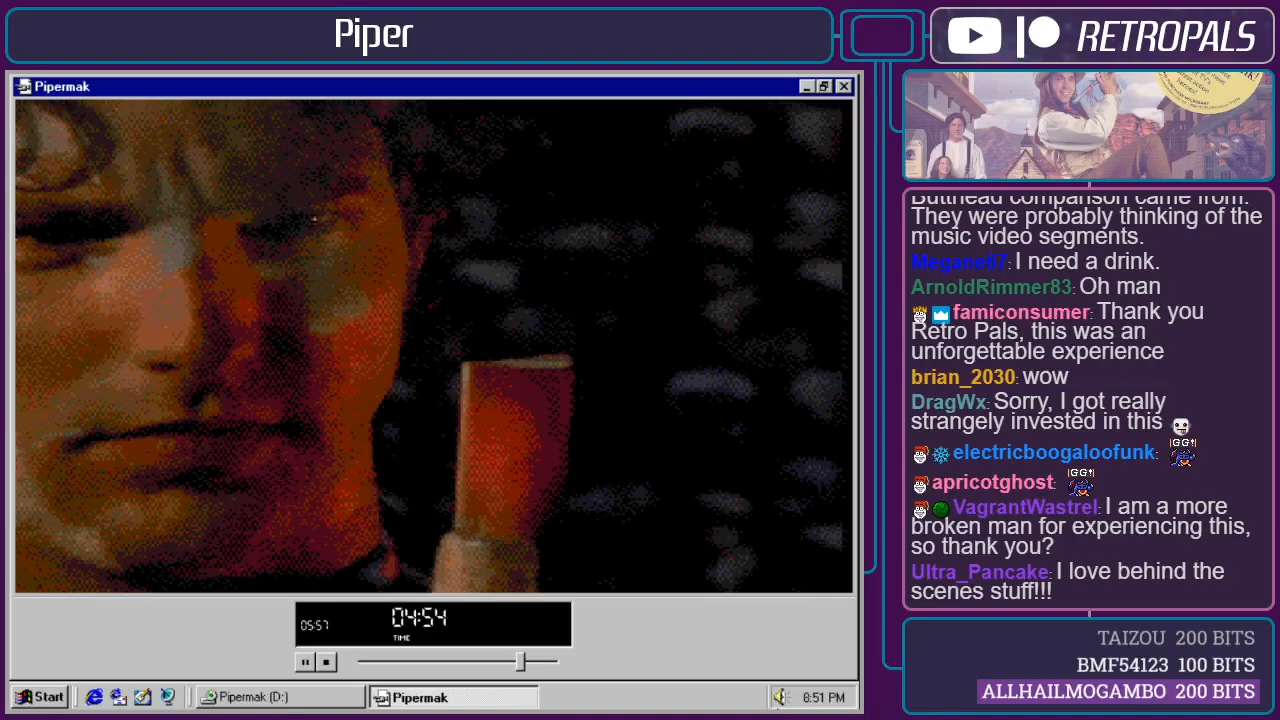 Piper
RETROPALS
Pipermak
Butthead comparison came from.
They were probably thinking of the
music video segments.
Megane67: I need a drink.
ArnoldRimmer83: Oh man
famiconsumer: Thank you
Retro Pals, this was an
unforgettable experience
brian_2030: wow
DragWx: Sorry, I got really
strangely invested in this
electricboogaloofunk: GG!
apricotghost: GG!
VagrantWastrel: I am a more
broken man for experiencing this,
so thank you?
Ultra_Pancake: I love behind the
scenes stuff!!!
05:57
04:54
TIME
TAIZOU 200 BITS
BMF54123 100 BITS
ALLHAILMOGAMBO 200 BITS
Start
Pipermak (D:)
Pipermak
8:51 PM